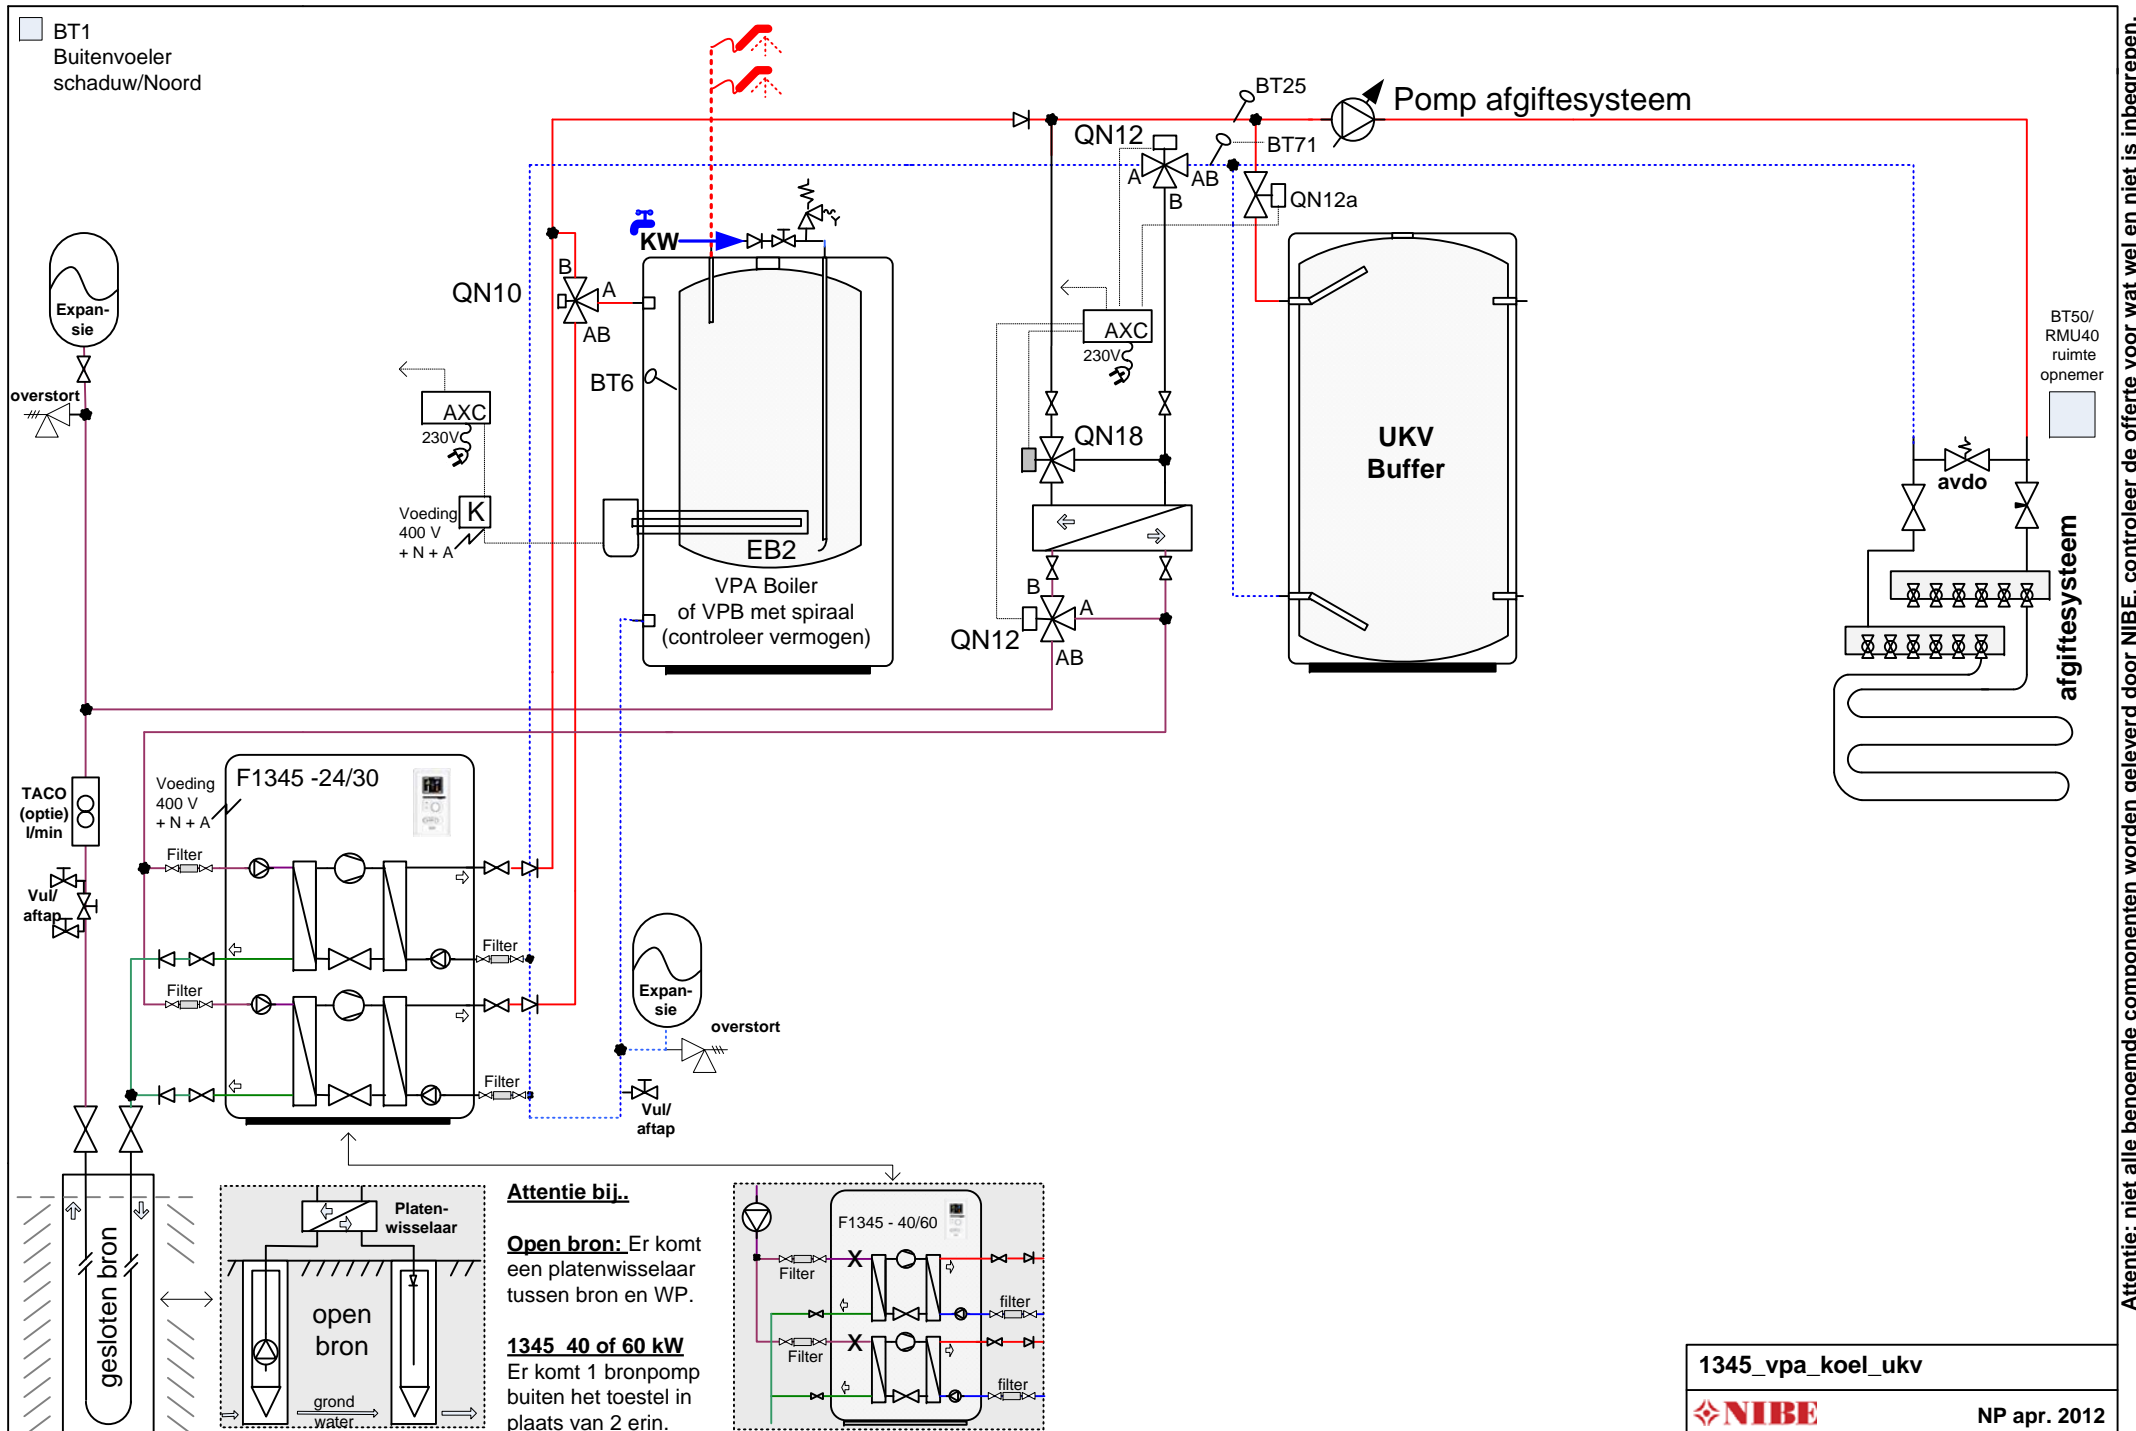 BT1
Buitenvoeler
schaduw/Noord
BT25
Pomp afgiftesysteem
QN12
BT71
A
AB
B
QN12a
KW
Expan-
sie
overstort
QN10
B
A
AB
BT6
AXC
230V
K
Voeding
400 V
+ N + A
EB2
VPA Boiler
of VPB met spiraal
(controleer vermogen)
AXC
230V
QN18
B
A
QN12
AB
UKV
Buffer
BT50/
RMU40
ruimte
opnemer
avdo
afgiftesysteem
TACO
(optie)
l/min
Vul/
aftap
Voeding
400 V
+ N + A
F1345 -24/30
Filter
Filter
Filter
Filter
Expan-
sie
overstort
Vul/
aftap
gesloten bron
Platen-
wisselaar
open
bron
grond
water
Attentie bij..
Open bron: Er komt
een platenwisselaar
tussen bron en WP.
1345 40 of 60 kW
Er komt 1 bronpomp
buiten het toestel in
plaats van 2 erin.
F1345 - 40/60
Filter
X
filter
Filter
X
filter
1345_vpa_koel_ukv
NIBE
NP apr. 2012
Attentie: niet alle benoemde componenten worden geleverd door NIBE, controleer de offerte voor wat wel en niet is inbegrepen.